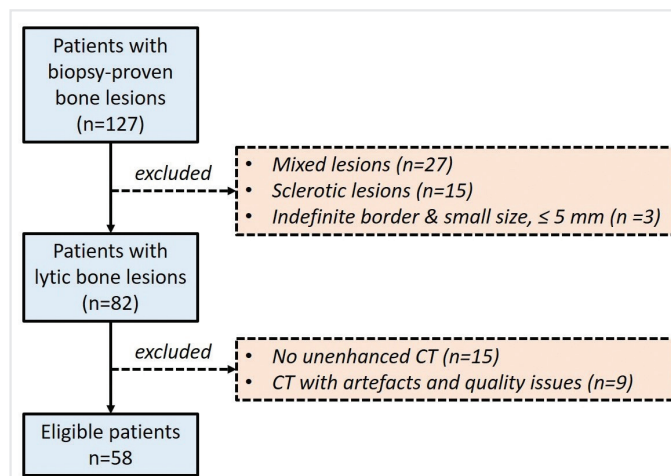 Patients with
biopsy-proven
bone lesions
(n=127)
excluded
• Mixed lesions (n=27)
• Sclerotic lesions (n=15)
• Indefinite border & small size, ≤ 5 mm (n =3)
Patients with
lytic bone lesions
(n=82)
excluded
• No unenhanced CT (n=15)
• CT with artefacts and quality issues (n=9)
Eligible patients
n=58